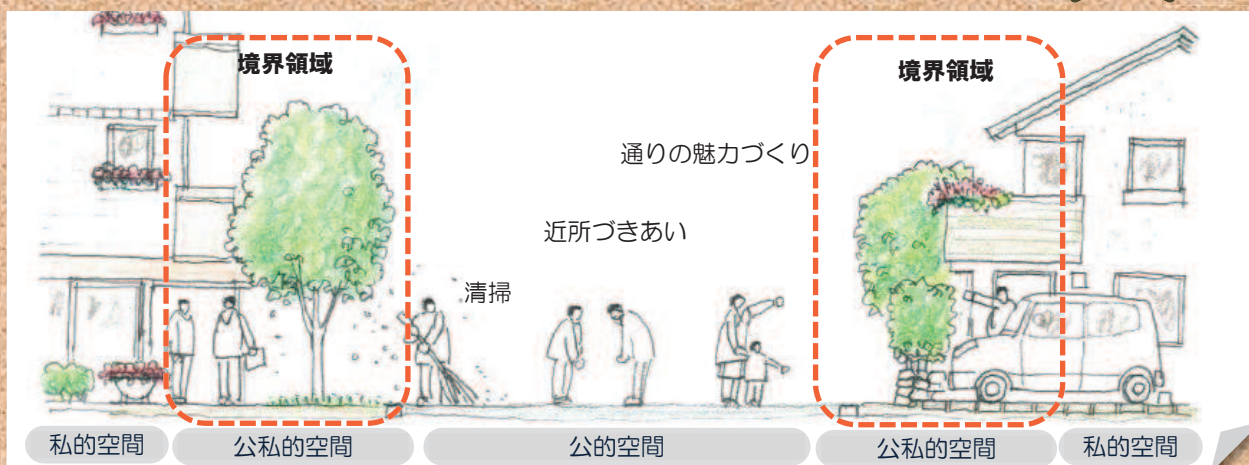 境界領域
境界領域
通りの魅力づくり
近所づきあい
清掃
私的空間
公私的空間
公的空間
公私的空間
私的空間